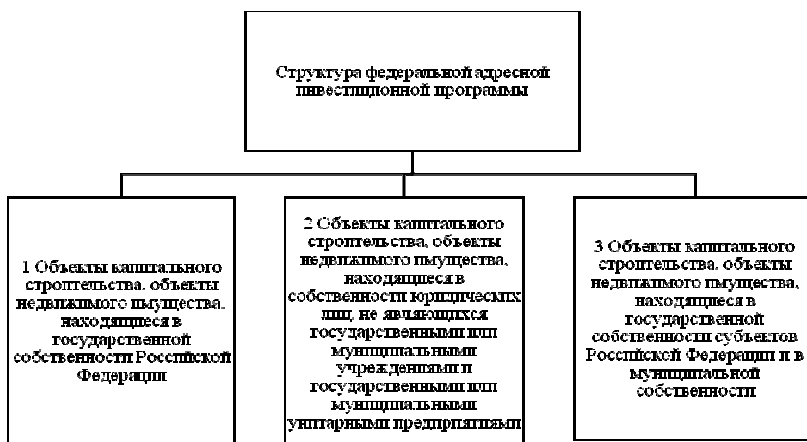 Структура федеральной адресной
инвестиционной программы
1 Объекты капитального
строительства, объекты
недвижимого имущества,
находящиеся в
государственной
собственности Российской
Федерации
2 Объекты капитального
строительства, объекты
недвижимого имущества,
находящиеся в
собственности юридических
лиц, не являющихся
государственными или
муниципальными
учреждениями и
государственными или
муниципальными
унитарными предприятиями
3 Объекты капитального
строительства, объекты
недвижимого имущества,
находящиеся в
государственной
собственности субъектов
Российской Федерации и в
муниципальной
собственности